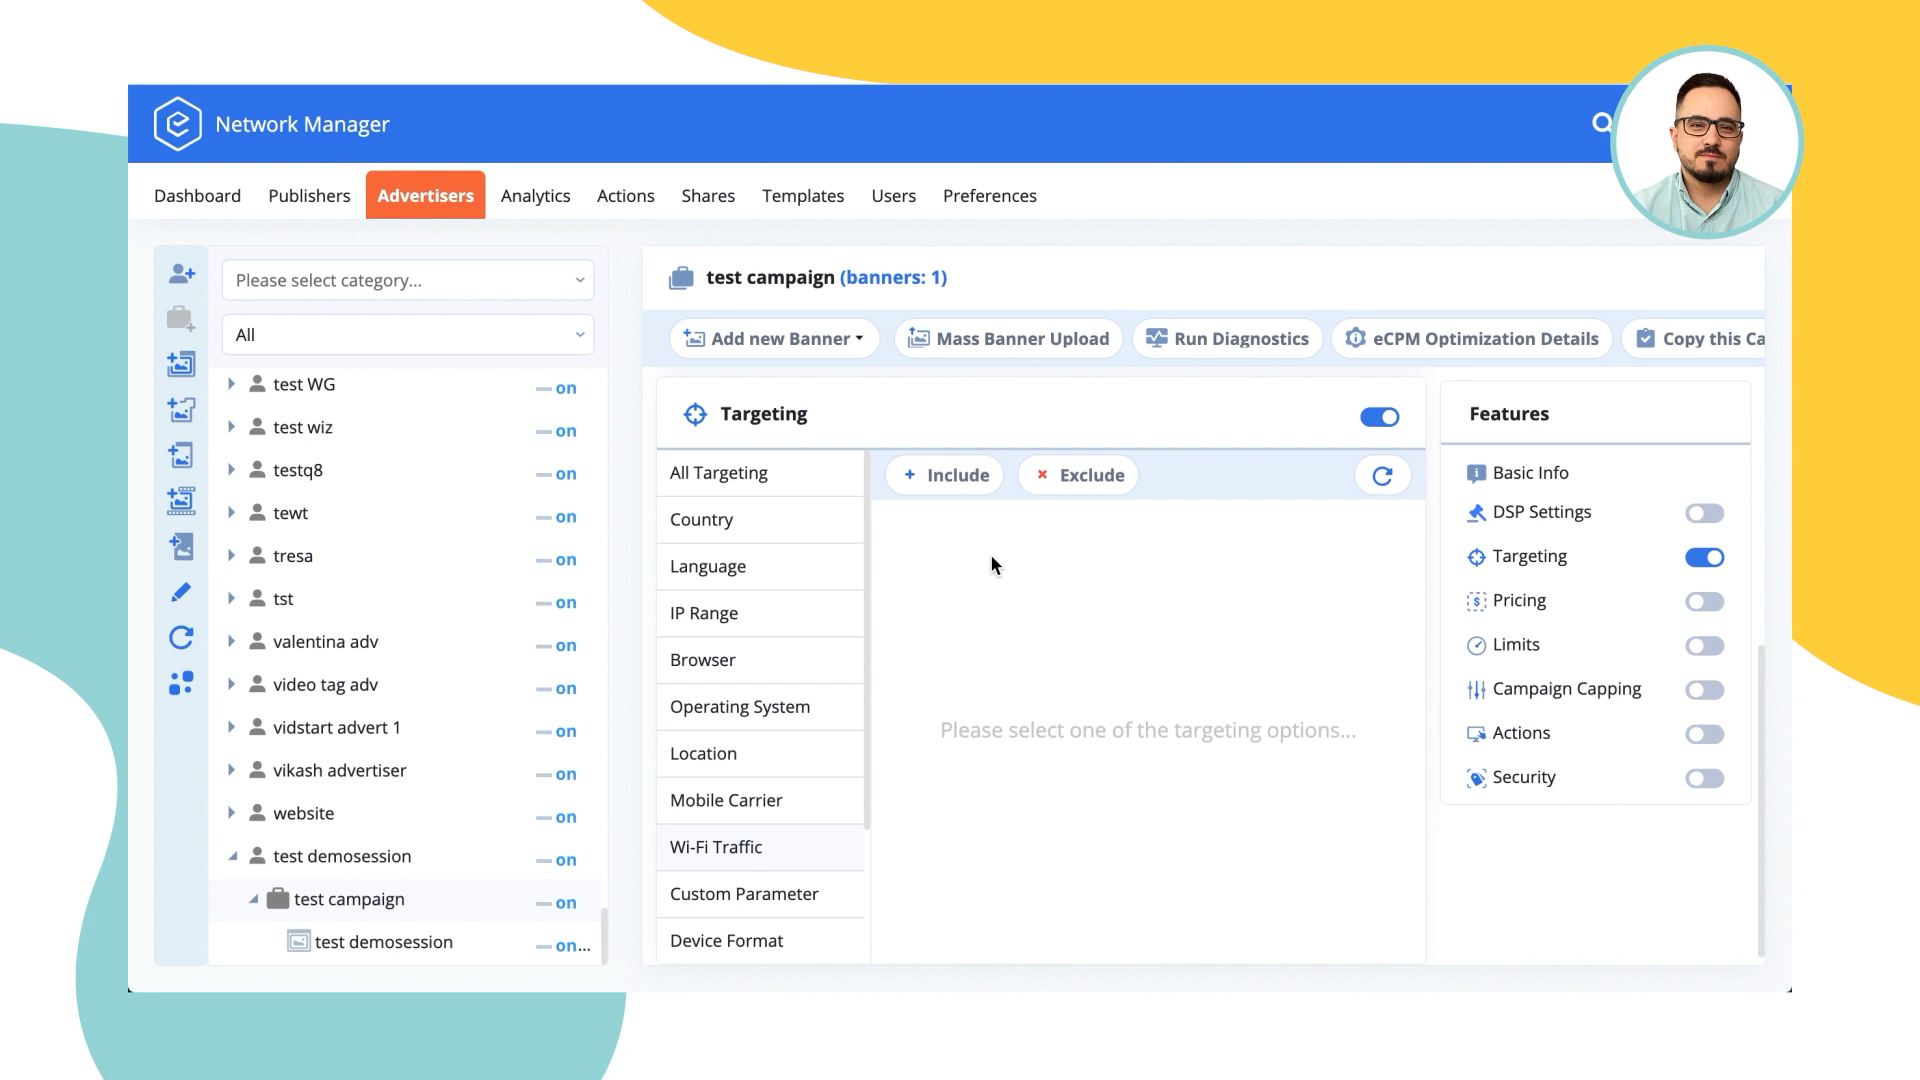 Network Manager
Dashboard
Publishers
Advertisers
Analytics
Actions
Shares
Templates
Users
Preferences
Please select category...
All
test WG
on
test wiz
on
testq8
on
tewt
on
tresa
on
tst
on
valentina adv
on
video tag adv
on
vidstart advert 1
on
vikash advertiser
on
website
on
test demosession
on
test campaign
on
test demosession
on...
test campaign (banners: 1)
Add new Banner
Mass Banner Upload
Run Diagnostics
eCPM Optimization Details
Copy this Ca
Targeting
All Targeting
Country
Language
IP Range
Browser
Operating System
Location
Mobile Carrier
Wi-Fi Traffic
Custom Parameter
Device Format
+ Include
× Exclude
Please select one of the targeting options...
Features
Basic Info
DSP Settings
Targeting
Pricing
Limits
Campaign Capping
Actions
Security